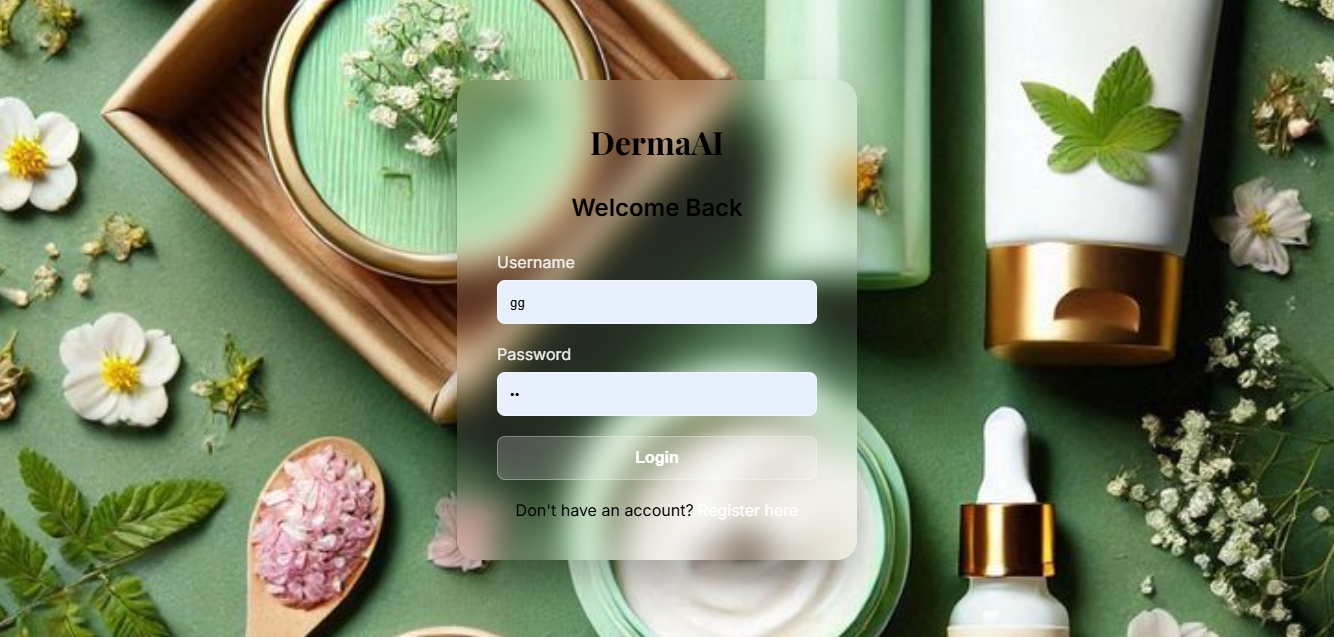 DermaAI
Welcome Back
Username
gg
Password
••
Login
Don't have an account? Register here